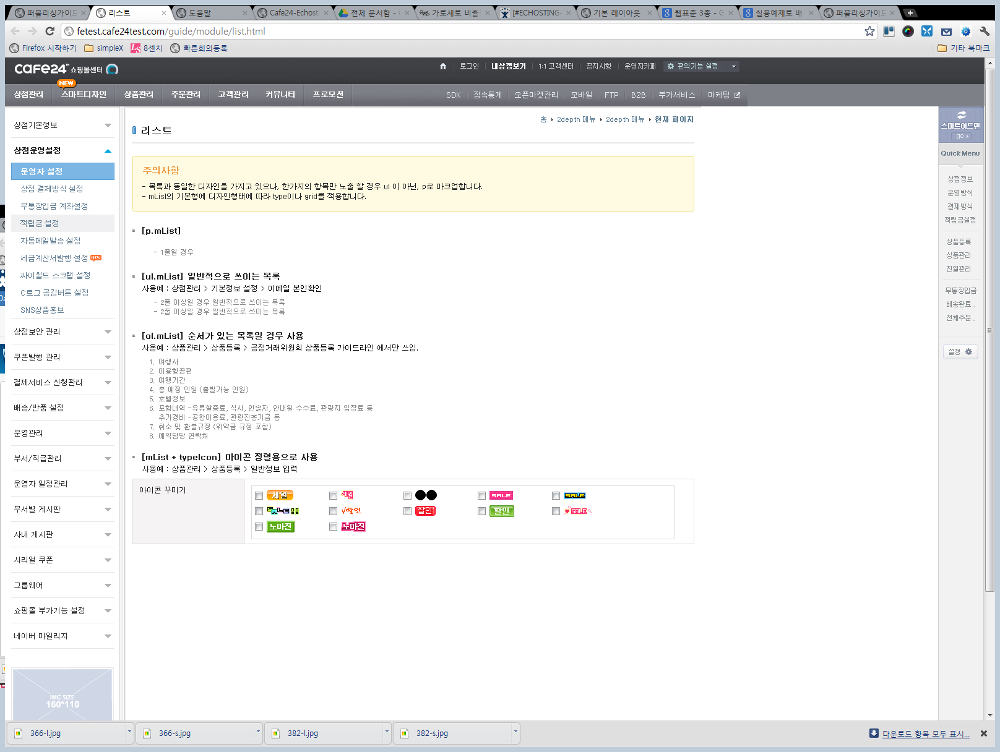 퍼블리싱가이드
리스트
도움말
Cafe24-Echosti
전체 문서함 - G
가로세로 비율
[#ECHOSTING-
기본 레이아웃
웹표준 3종 - G
실용예제로 배
퍼블리싱가이드
fetest.cafe24test.com/guide/module/list.html
Firefox 시작하기
simpleX
8센치
빠른회의등록
기타 북마크
cafe24 쇼핑몰센터
로그인
내상점보기
1:1 고객센터
공지사항
운영자카페
편의기능 설정
NEW
상점관리
스마트디자인
상품관리
주문관리
고객관리
커뮤니티
프로모션
SDK
접속통계
오픈마켓관리
모바일
FTP
B2B
부가서비스
마케팅
상점기본정보
상점운영설정
운영자 설정
상점 결제방식 설정
무통장입금 계좌설정
적립금 설정
자동메일발송 설정
세금계산서발행 설정 NEW
싸이월드 스크랩 설정
C로그 공감버튼 설정
SNS상품홍보
상점보안 관리
쿠폰발행 관리
결제서비스 신청관리
배송/반품 설정
운영관리
부서/직급관리
운영자 일정관리
부서별 게시판
사내 게시판
시리얼 쿠폰
그룹웨어
쇼핑몰 부가기능 설정
네이버 마일리지
IMG SIZE
160*110
홈 ▸ 2depth 메뉴 ▸ 2depth 메뉴 ▸ 현재 페이지
리스트
주의사항
- 목록과 동일한 디자인을 가지고 있으나, 한가지의 항목만 노출 할 경우 ul 이 아닌, p로 마크업합니다.
- mList의 기본형에 디자인형태에 따라 type이나 grid를 적용합니다.
[p.mList]
- 1줄일 경우
[ul.mList] 일반적으로 쓰이는 목록
사용예 : 상점관리 > 기본정보 설정 > 이메일 본인확인
- 2줄 이상일 경우 일반적으로 쓰이는 목록
- 2줄 이상일 경우 일반적으로 쓰이는 목록
[ol.mList] 순서가 있는 목록일 경우 사용
사용예 : 상품관리 > 상품등록 > 공정거래위원회 상품등록 가이드라인 에서만 쓰임.
1. 여행사
2. 이용항공편
3. 여행기간
4. 총 예정 인원 (출발가능 인원)
5. 호텔정보
6. 포함내역 -유류할증료, 식사, 인솔자, 안내원 수수료, 관광지 입장료 등
추가경비 -공항이용료, 관광진흥기금 등
7. 취소 및 환불규정 (위약금 규정 포함)
8. 예약담당 연락처
[mList + typeIcon] 아이콘 정렬용으로 사용
사용예 : 상품관리 > 상품등록 > 일반정보 입력
아이콘 꾸미기
세일
세일
SALE
SALE
SALE !!
√할인
할인!
할인
SALE
노마진
노마진
스마트어드민
go
Quick Menu
상점정보
운영방식
결제방식
적립금설정
상품등록
상품관리
진열관리
무통장입금
배송완료..
전체주문..
설정
366-l.jpg
366-s.jpg
382-l.jpg
382-s.jpg
다운로드 항목 모두 표시...